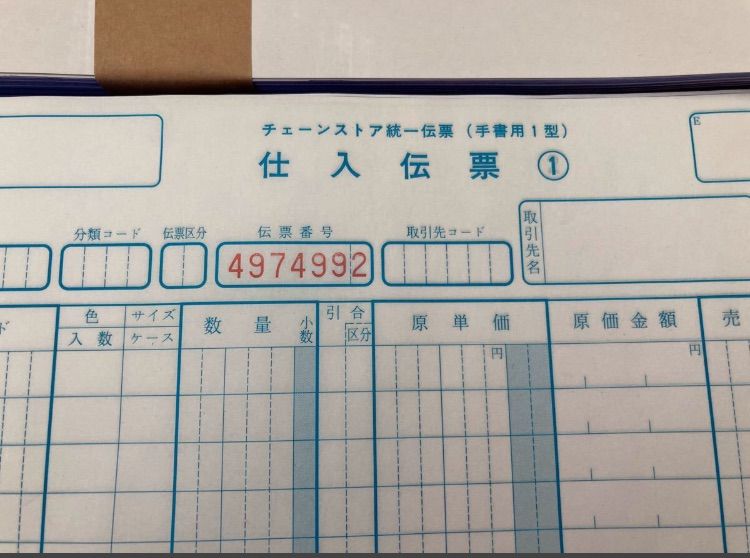 チェーンストア統一伝票（手書用1型）
仕入伝票 ①
E
分類コード 伝票区分 伝票番号 取引先コード
4974992
取引先名
色 サイズ 数量 小数 引合 区分 原単価 原価金額 売
入数 ケース
ド
円 円